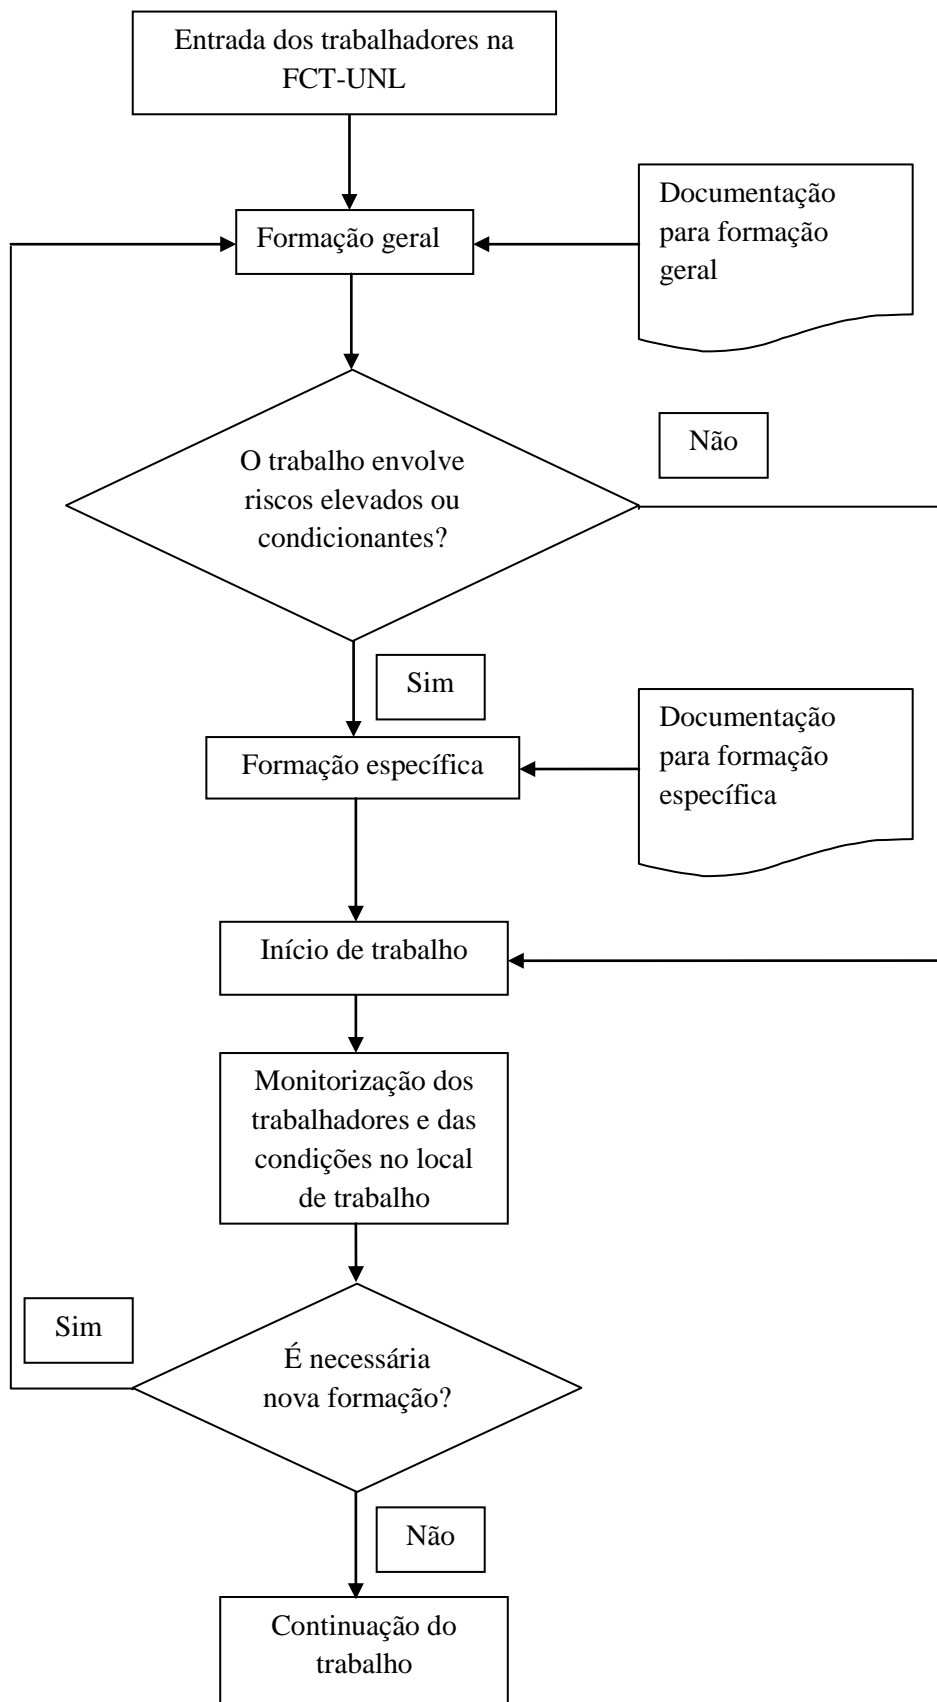 Entrada dos trabalhadores na
FCT-UNL
Formação geral
Documentação
para formação
geral
O trabalho envolve
riscos elevados ou
condicionantes?
Não
Sim
Formação específica
Documentação
para formação
específica
Início de trabalho
Monitorização dos
trabalhadores e das
condições no local
de trabalho
Sim
É necessária
nova formação?
Não
Continuação do
trabalho